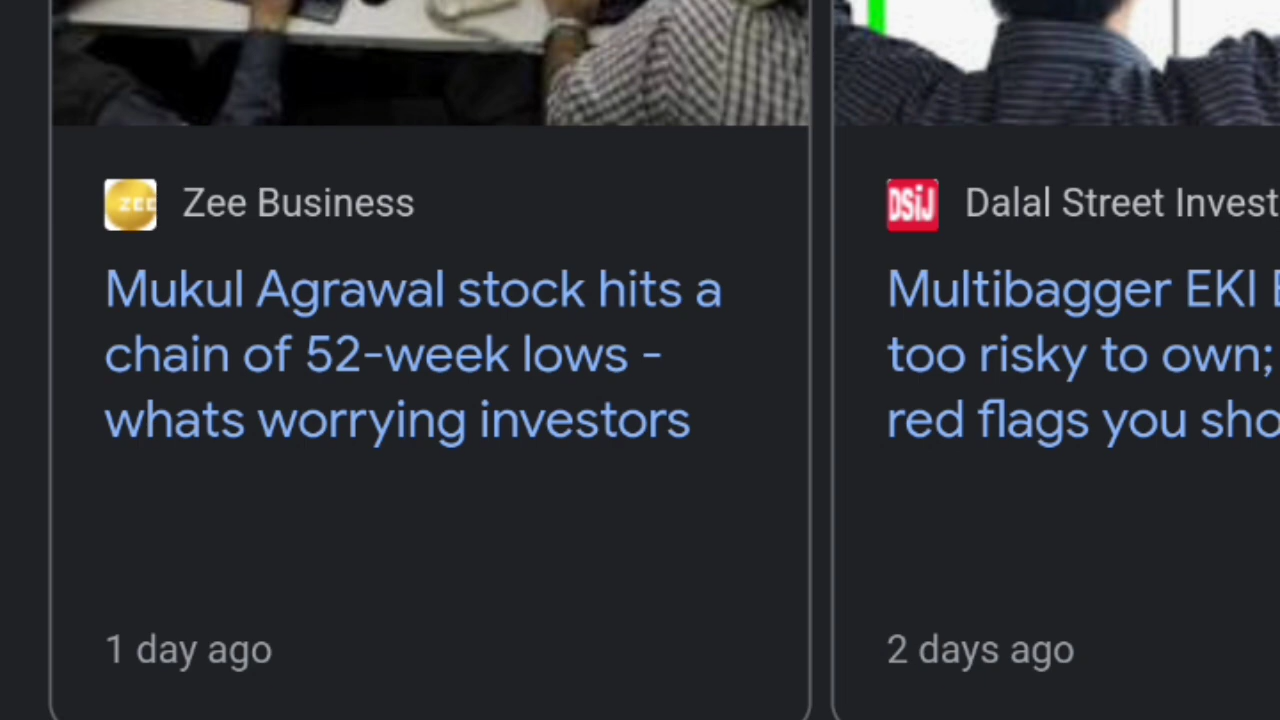 Zee Business
Mukul Agrawal stock hits a
chain of 52-week lows -
whats worrying investors
1 day ago
DSiJ
Dalal Street Invest
Multibagger EKI
too risky to own;
red flags you sho
2 days ago